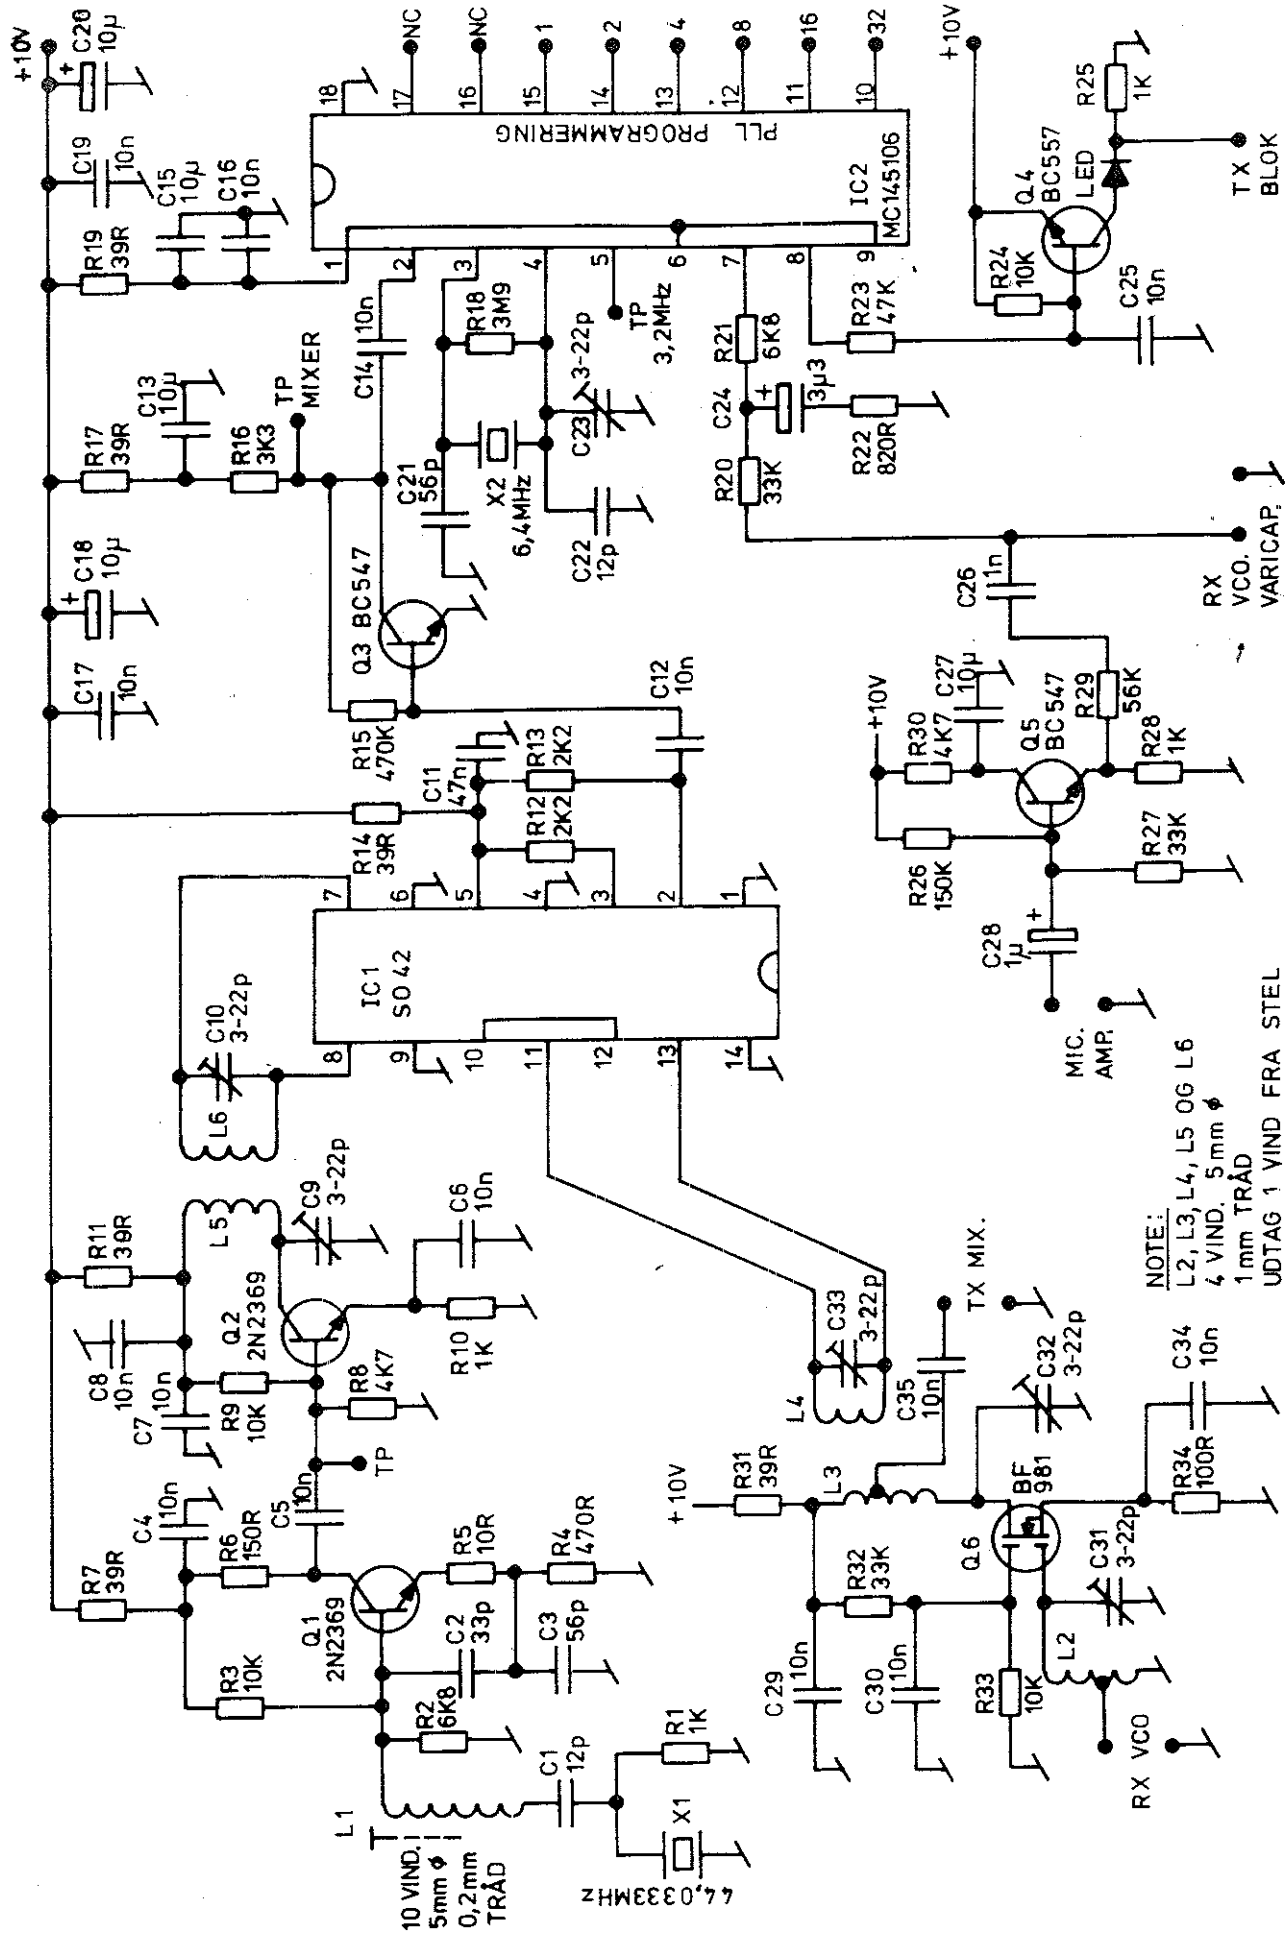 +10V
C20
10µ
C19
10n
C15
10µ
C16
10n
R19
39R
18
17
NC
16
NC
15
1
14
2
13
4
12
8
11
16
10
32
PLL PROGRAMMERING
IC2
MC145106
1
2
3
4
5
6
7
8
9
R17
39R
C13
10µ
R16
3K3
TP
MIXER
C14
10n
R18
3M9
TP
3,2MHz
C23
3-22p
C21
56p
X2
6,4MHz
C22
12p
R21
6K8
C24
3µ3
+
R20
33K
R22
820R
R23
47K
+10V
R24
10K
Q4
BC557
LED
R25
1K
C25
10n
TX
BLOK
C18
10µ
+
C17
10n
Q3 BC547
R15
470K
C12
10n
C11
47n
R13
2K2
R12
2K2
R14
39R
C26
1n
RX
VCO.
VARICAP.
+10V
R30
4K7
C27
10µ
Q5
BC547
R29
56K
R28
1K
R26
150K
R27
33K
C28
1µ
+
MIC.
AMP.
7
6
5
4
3
2
1
IC1
SO42
8
9
10
11
12
13
14
C10
3-22p
L6
L5
C9
3-22p
R11
39R
C8
10n
C7
10n
Q2
2N2369
R9
10K
R8
4K7
C6
10n
R10
1K
TP
C5
10n
C4
10n
R7
39R
R6
150R
R5
10R
R4
470R
Q1
2N2369
R3
10K
C2
33p
C3
56p
R2
6K8
L1
10 VIND.
5mm ϕ
0,2mm
TRÅD
C1
12p
R1
1K
X1
44,0333MHz
L4
C33
3-22p
C35
10n
TX MIX.
+10V
R31
39R
L3
C32
3-22p
C34
10n
BF
981
R34
100R
Q6
C31
3-22p
R32
33K
C29
10n
C30
10n
R33
10K
L2
RX VCO
NOTE:
L2, L3, L4, L5 OG L6
4 VIND. 5mm ϕ
1mm TRÅD
UDTAG 1 VIND FRA STEL
+